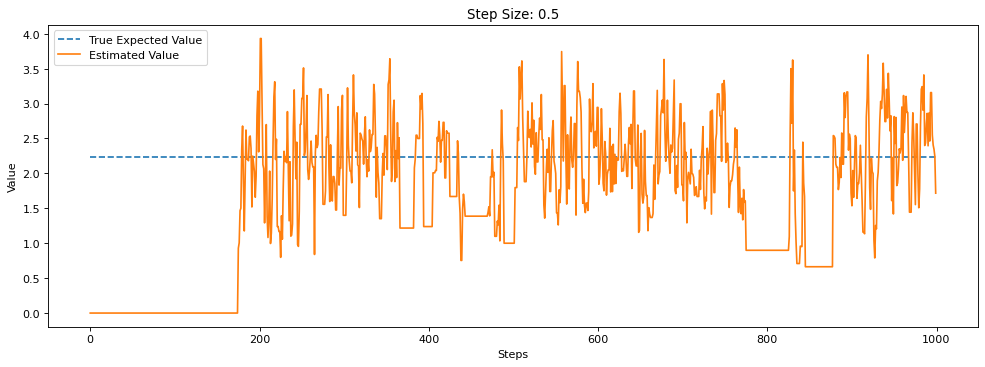 Step Size: 0.5
True Expected Value
Estimated Value
4.0
3.5
3.0
2.5
2.0
1.5
1.0
0.5
0.0
Value
0 200 400 600 800 1000
Steps